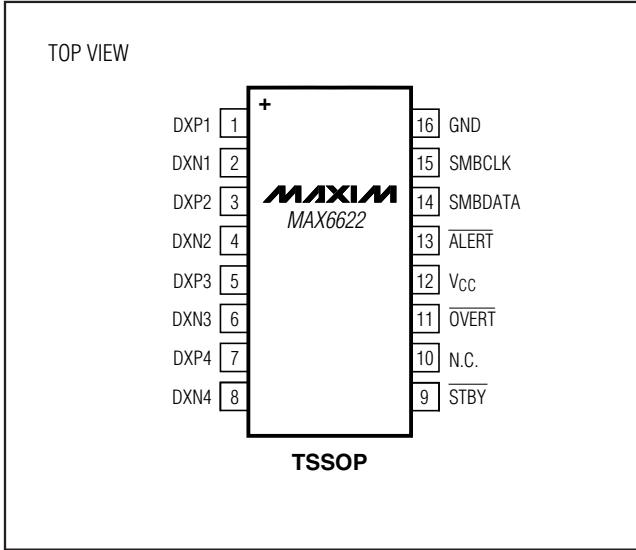 TOP VIEW
+
DXP1 1
DXN1 2
DXP2 3
DXN2 4
DXP3 5
DXN3 6
DXP4 7
DXN4 8
MAXIM
MAX6622
16 GND
15 SMBCLK
14 SMBDATA
13 ALERT
12 VCC
11 OVERT
10 N.C.
9 STBY
TSSOP